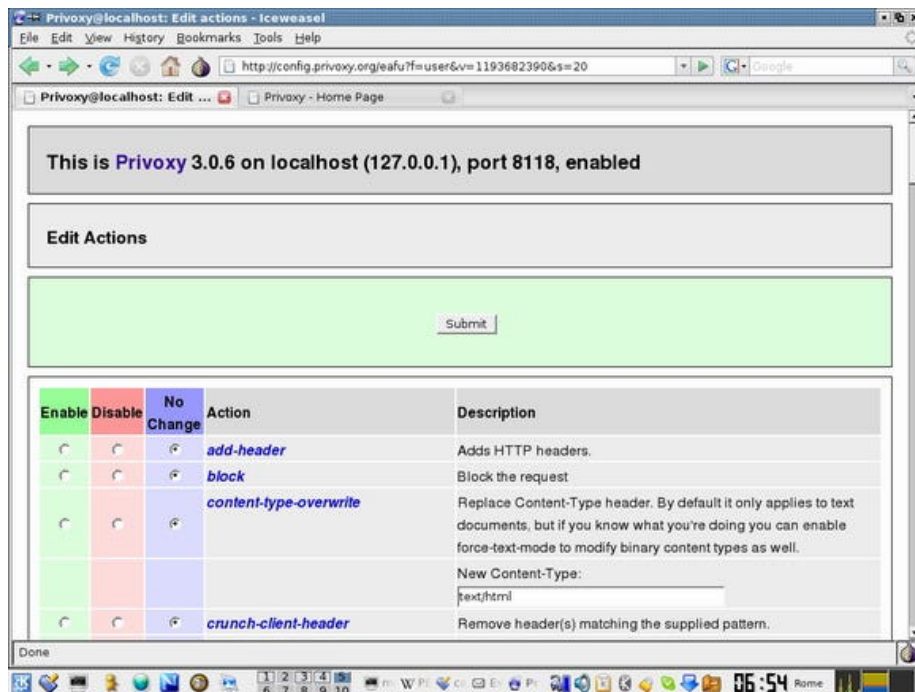 Privoxy@localhost: Edit actions - Iceweasel
File Edit View History Bookmarks Tools Help
http://config.privoxy.org/eafu?f=user&v=1193682390&s=20
Google
Privoxy@localhost: Edit ... Privoxy - Home Page
This is Privoxy 3.0.6 on localhost (127.0.0.1), port 8118, enabled
Edit Actions
Submit
Enable Disable No Change Action Description
add-header Adds HTTP headers.
block Block the request
content-type-overwrite Replace Content-Type header. By default it only applies to text
documents, but if you know what you're doing you can enable
force-text-mode to modify binary content types as well.
New Content-Type:
text/html
crunch-client-header Remove header(s) matching the supplied pattern.
Done
1 2 3 4 5
6 7 8 9 10
06:54 Rome